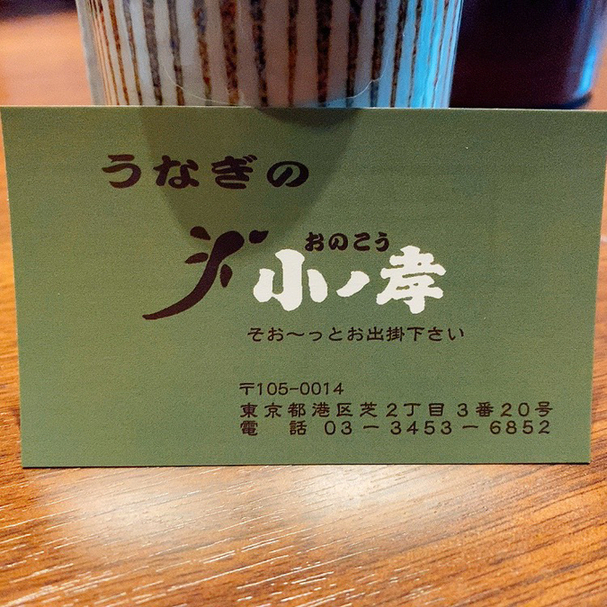 うなぎの
おのこう
小ノ孝
そお～っとお出掛下さい
〒105-0014
東京都港区芝2丁目3番20号
電 話 03－3453－6852